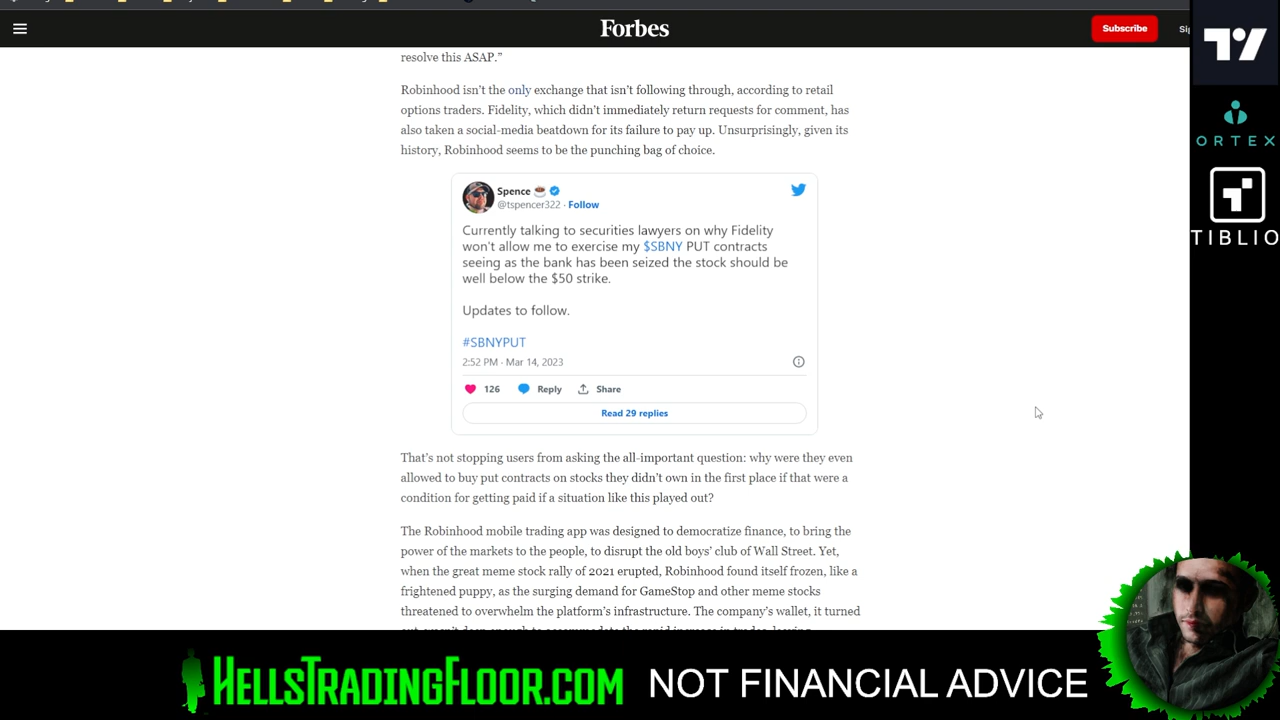 Forbes
Subscribe
resolve this ASAP.”
Robinhood isn’t the only exchange that isn’t following through, according to retail
options traders. Fidelity, which didn’t immediately return requests for comment, has
also taken a social-media beatdown for its failure to pay up. Unsurprisingly, given its
history, Robinhood seems to be the punching bag of choice.
Spence
@tspencer322 · Follow
Currently talking to securities lawyers on why Fidelity
won't allow me to exercise my $SBNY PUT contracts
seeing as the bank has been seized the stock should be
well below the $50 strike.
Updates to follow.
#SBNYPUT
2:52 PM · Mar 14, 2023
126 Reply Share
Read 29 replies
That’s not stopping users from asking the all-important question: why were they even
allowed to buy put contracts on stocks they didn’t own in the first place if that were a
condition for getting paid if a situation like this played out?
The Robinhood mobile trading app was designed to democratize finance, to bring the
power of the markets to the people, to disrupt the old boys’ club of Wall Street. Yet,
when the great meme stock rally of 2021 erupted, Robinhood found itself frozen, like a
frightened puppy, as the surging demand for GameStop and other meme stocks
threatened to overwhelm the platform’s infrastructure. The company’s wallet, it turned
ORTEX
TIBLIO
HELLSTRADINGFLOOR.COM NOT FINANCIAL ADVICE